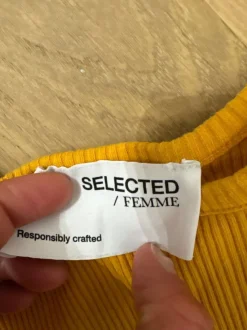 SELECTED
/ FEMME
Responsibly crafted